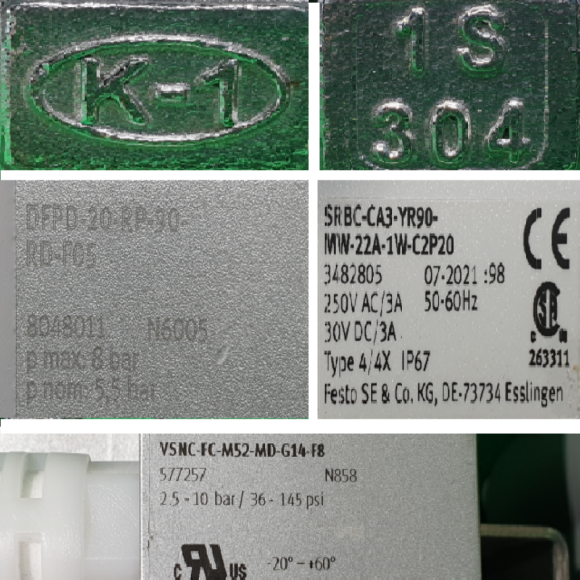 K-1
1S
304
DFPD-20-RP-90-
RD-F05
8048011 N6005
p max: 8 bar
p nom: 5,5 bar
SRBC-CA3-YR90-
MW-22A-1W-C2P20
3482805 07-2021 :98
250V AC/3A 50-60Hz
30V DC/3A
Type 4/4X IP67
Festo SE & Co. KG, DE-73734 Esslingen
CE
263311
VSNC-FC-M52-MD-G14-F8
577257 N858
2.5 - 10 bar / 36 - 145 psi
c US -20° - +60°